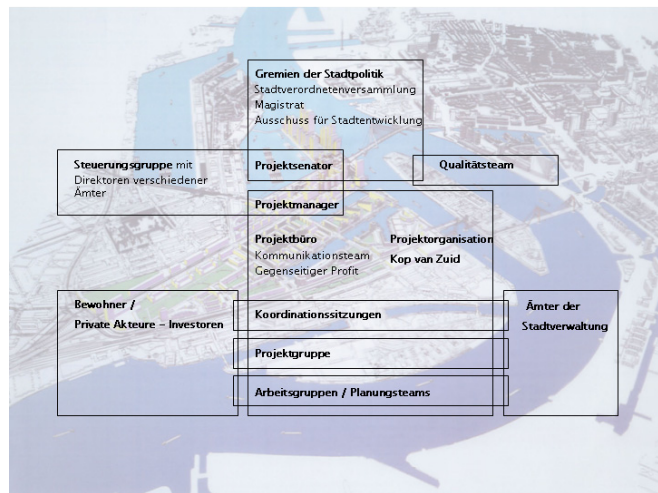 Gremien der Stadtpolitik
Stadtverordnetenversammlung
Magistrat
Ausschuss für Stadtentwicklung
Steuerungsgruppe mit
Direktoren verschiedener
Ämter
Projektsenator
Qualitätsteam
Projektmanager
Projektbüro
Kommunikationsteam
Gegenseitiger Profit
Projektorganisation
Kop van Zuid
Bewohner /
Private Akteure – Investoren
Koordinationssitzungen
Projektgruppe
Arbeitsgruppen / Planungsteams
Ämter der
Stadtverwaltung